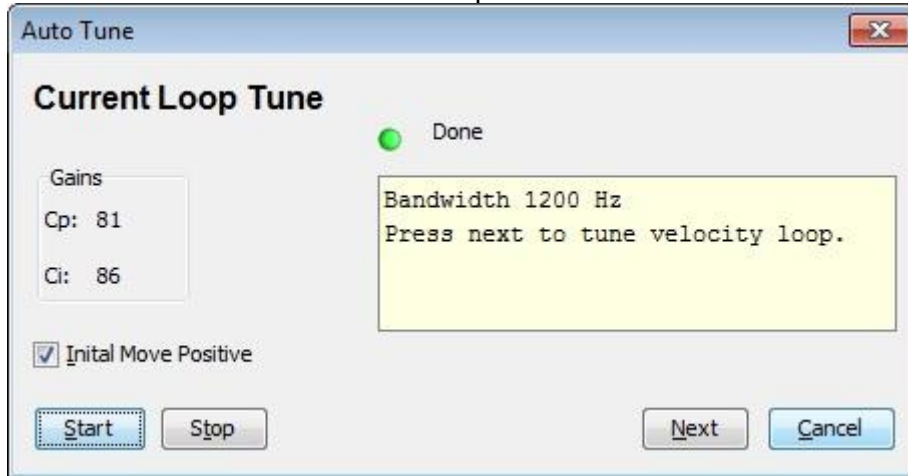 Auto Tune
Current Loop Tune
Done
Gains
Cp: 81
Ci: 86
Bandwidth 1200 Hz
Press next to tune velocity loop.
Inital Move Positive
Start
Stop
Next
Cancel